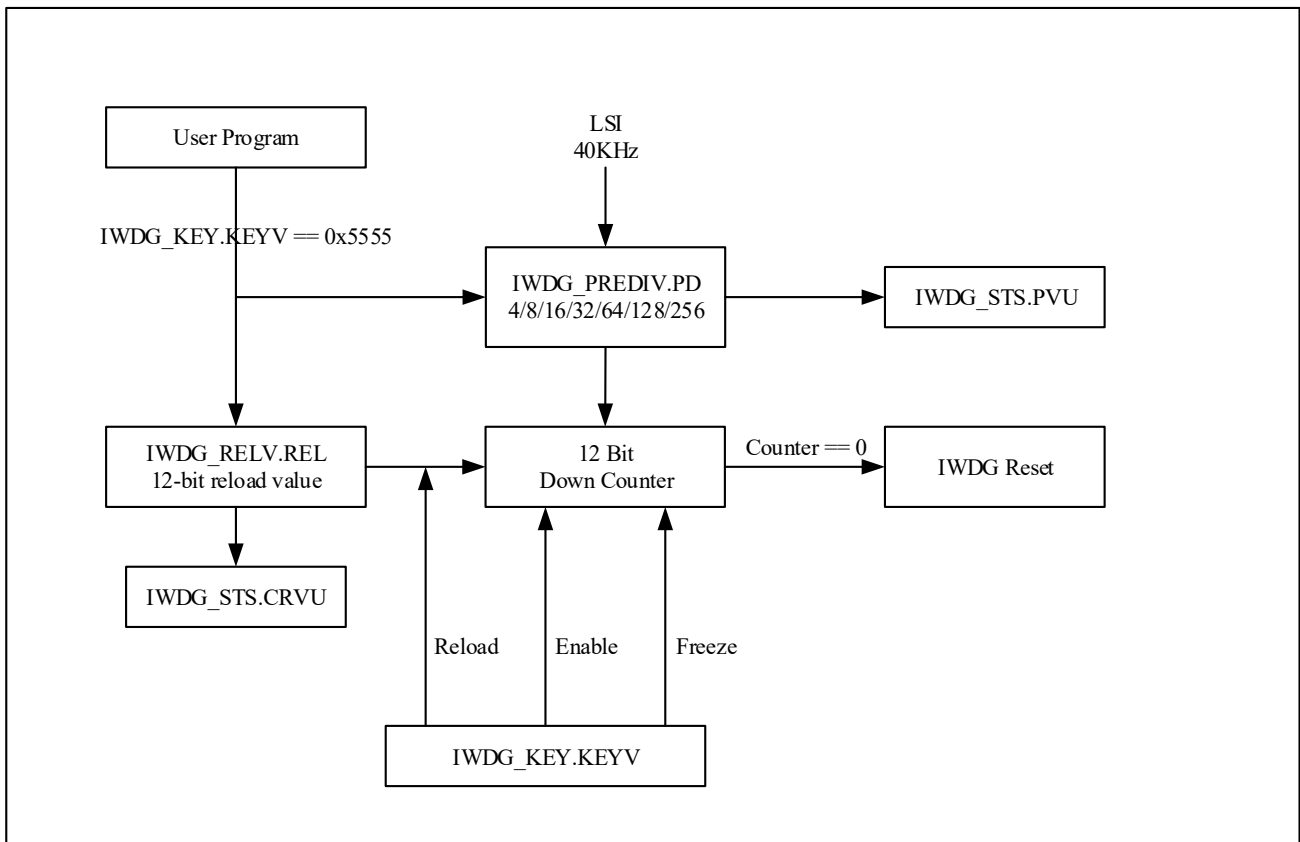 User Program
LSI
40KHz
IWDG_KEY.KEYV == 0x5555
IWDG_PREDIV.PD
4/8/16/32/64/128/256
IWDG_STS.PVU
IWDG_RELV.REL
12-bit reload value
12 Bit
Down Counter
Counter == 0
IWDG Reset
IWDG_STS.CRVU
Reload
Enable
Freeze
IWDG_KEY.KEYV